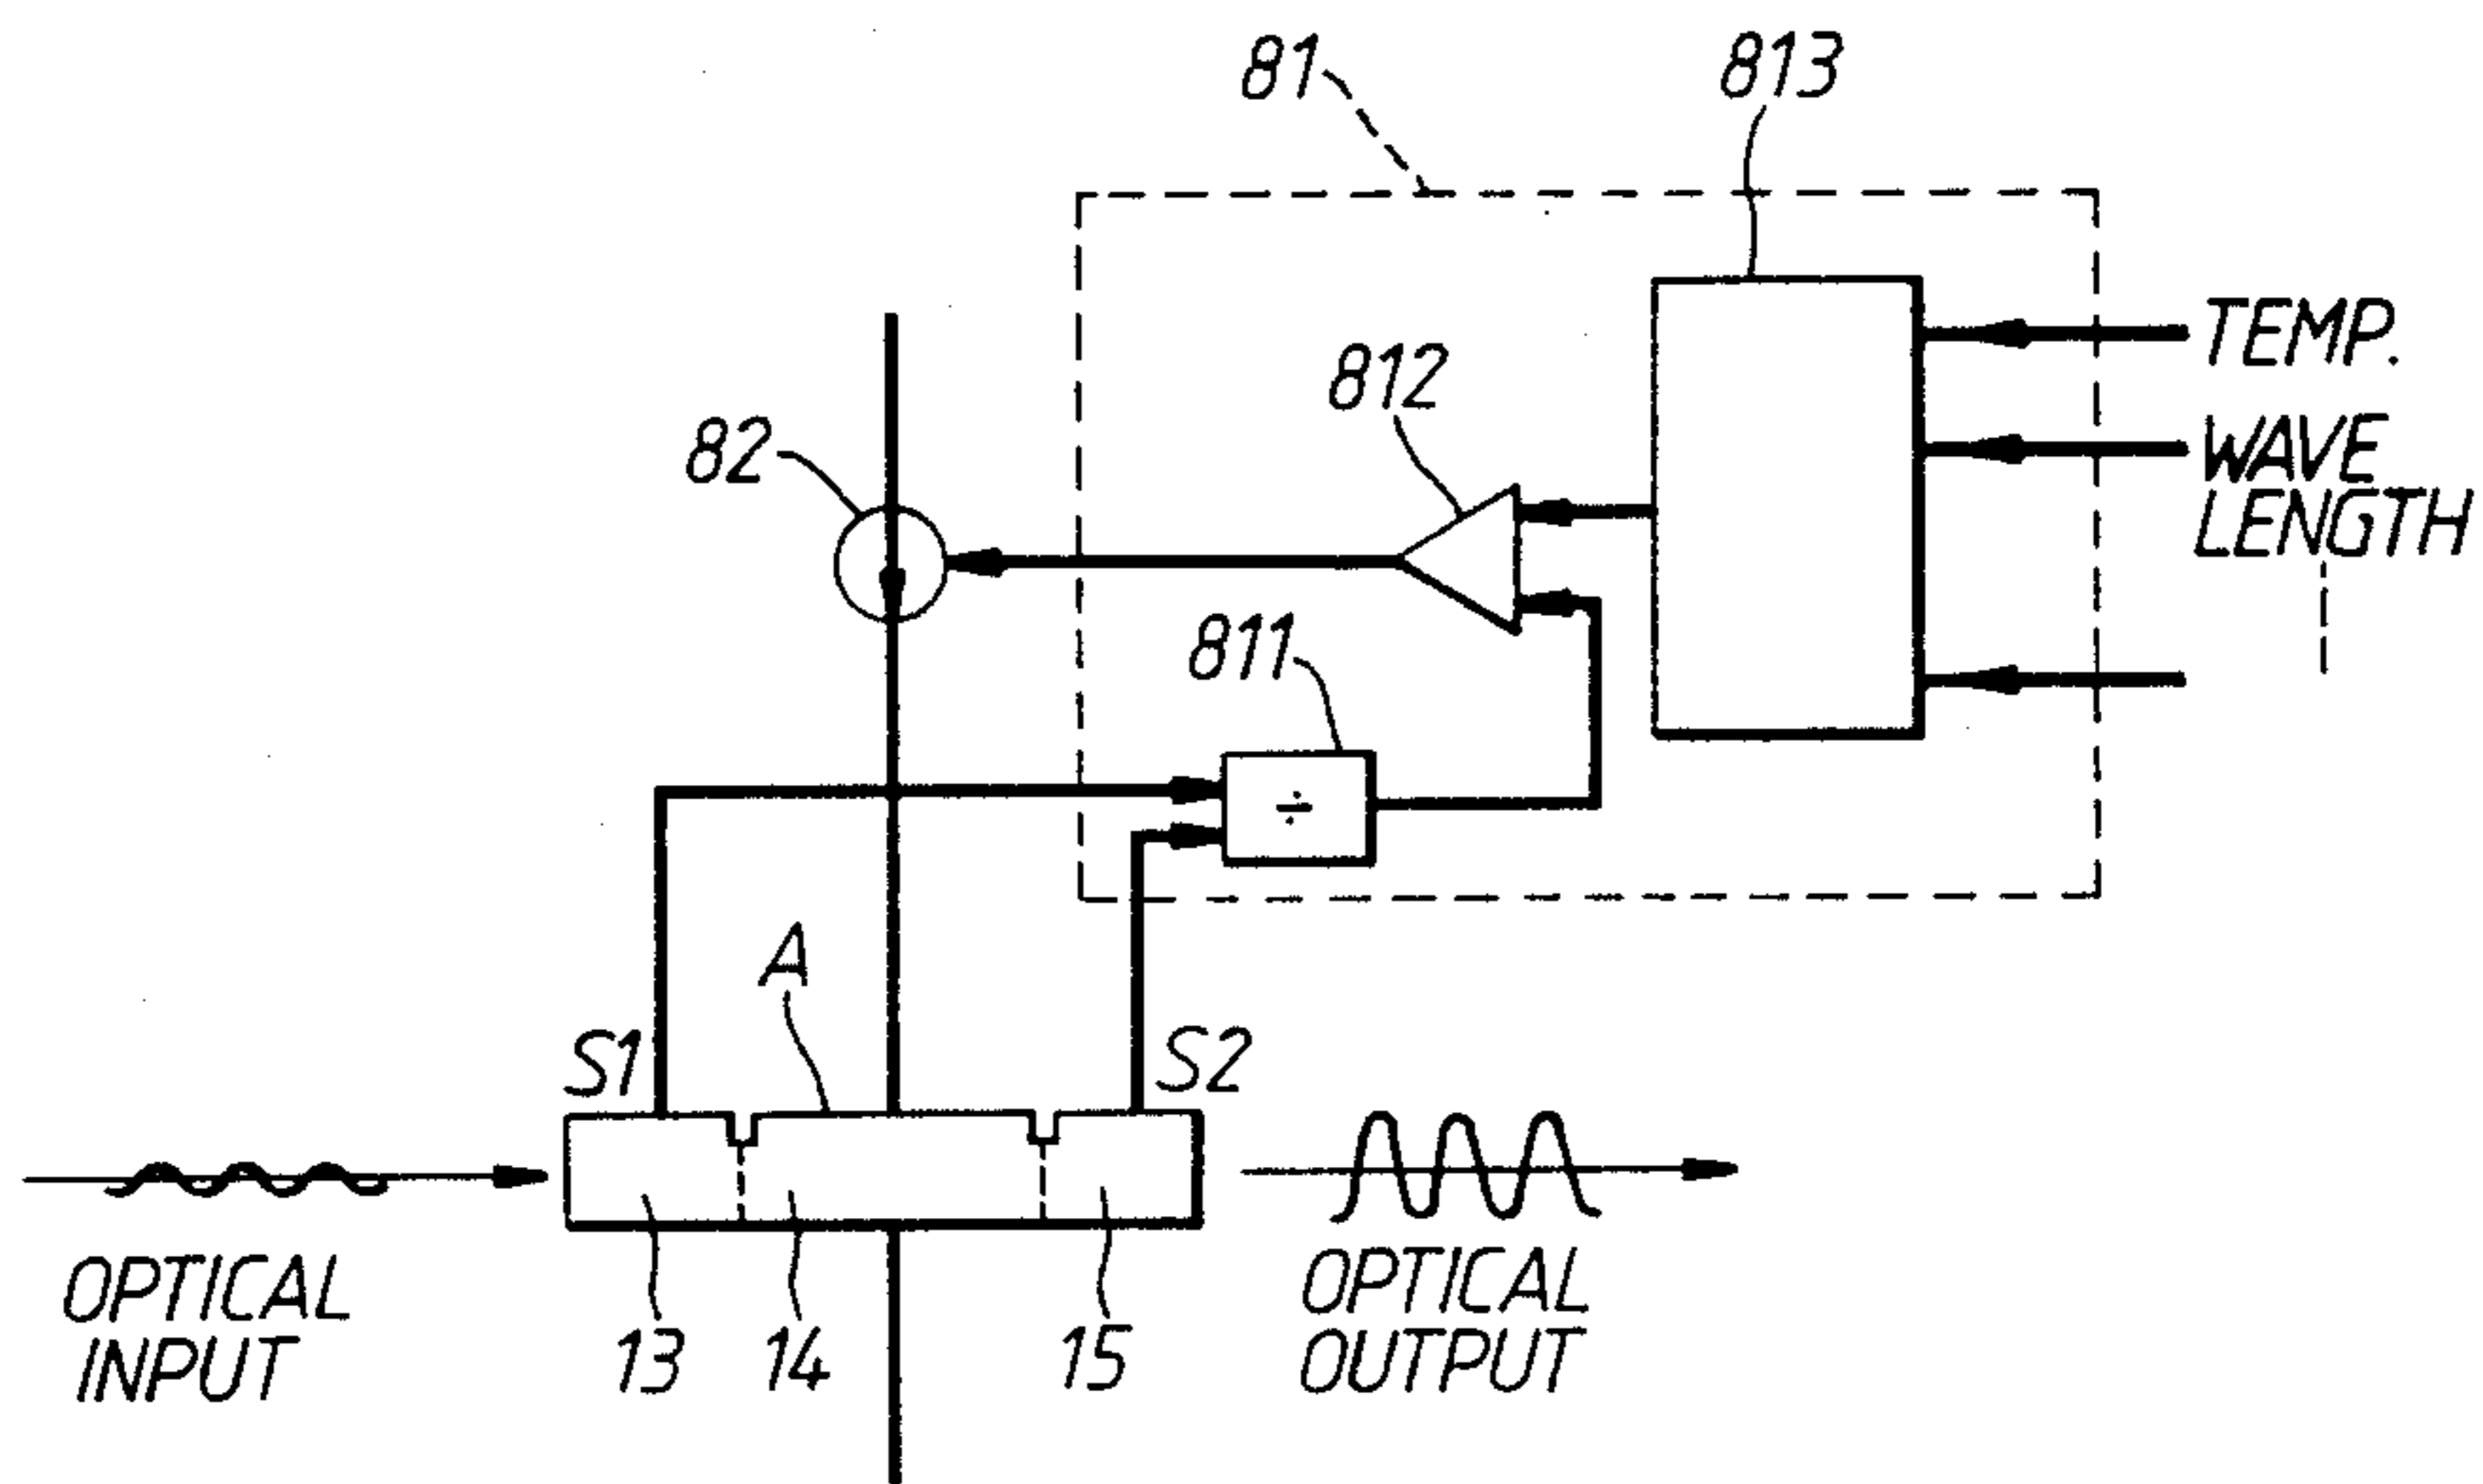 81
813
TEMP.
812
82
WAVE
LENGTH
811
÷
A
S1
S2
OPTICAL
INPUT
13
14
15
OPTICAL
OUTPUT